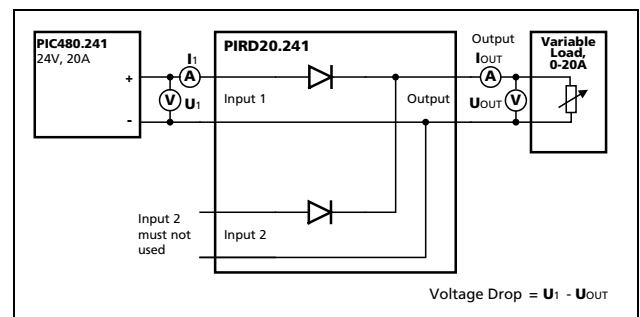 PIC480.241
24V, 20A
+
-
I1
A
V
U1
PIRD20.241
Input 1
Output
Input 2
must not
used
Input 2
Output
IOUT
A
UOUT
V
Variable
Load,
0-20A
Voltage Drop = U1 - UOUT